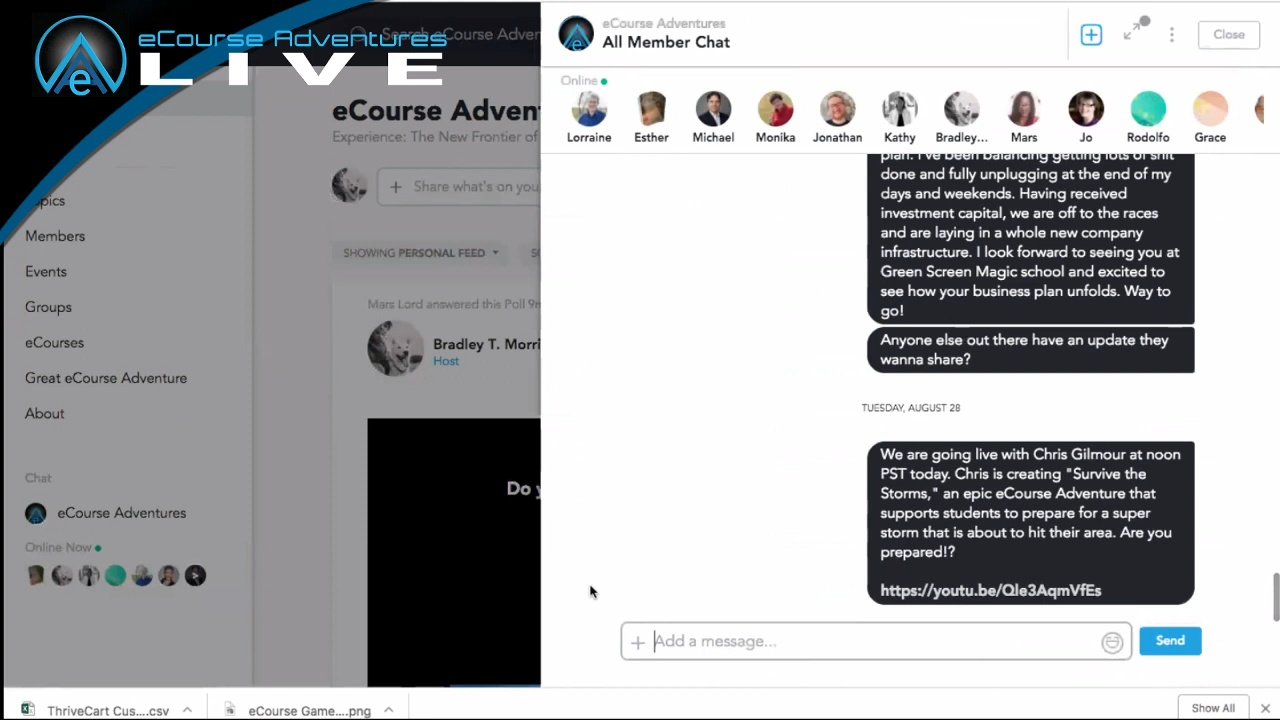 eCourse Adventures
LIVE
Search eCourse Adven
eCourse Adven
Experience: The New Frontier of
+ Share what's on you
SHOWING PERSONAL FEED
Mars Lord answered this Poll 9m
Bradley T. Morri
Host
Do y
Topics
Members
Events
Groups
eCourses
Great eCourse Adventure
About
Chat
eCourse Adventures
Online Now
eCourse Adventures
All Member Chat
Close
Online
Lorraine
Esther
Michael
Monika
Jonathan
Kathy
Bradley...
Mars
Jo
Rodolfo
Grace
plan. I've been balancing getting lots of shit
done and fully unplugging at the end of my
days and weekends. Having received
investment capital, we are off to the races
and are laying in a whole new company
infrastructure. I look forward to seeing you at
Green Screen Magic school and excited to
see how your business plan unfolds. Way to
go!
Anyone else out there have an update they
wanna share?
TUESDAY, AUGUST 28
We are going live with Chris Gilmour at noon
PST today. Chris is creating "Survive the
Storms," an epic eCourse Adventure that
supports students to prepare for a super
storm that is about to hit their area. Are you
prepared!?
https://youtu.be/Qle3AqmVfEs
+ Add a message...
Send
ThriveCart Cus....csv
eCourse Game....png
Show All